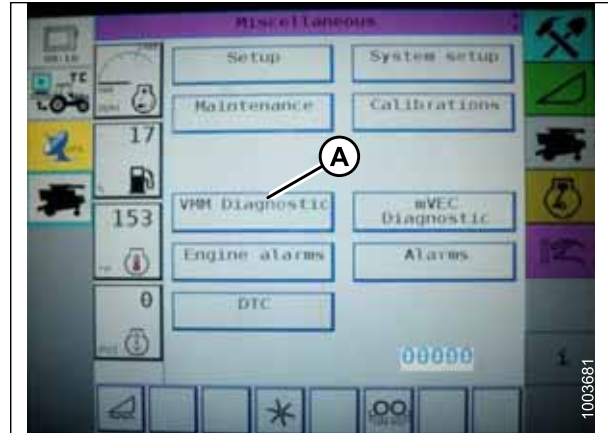 Miscellaneous
Setup
System setup
TC
Maintenance
Calibrations
17
A
VMM Diagnostic
mVEC
Diagnostic
153
Engine alarms
Alarms
0
DTC
00000
i
1003681